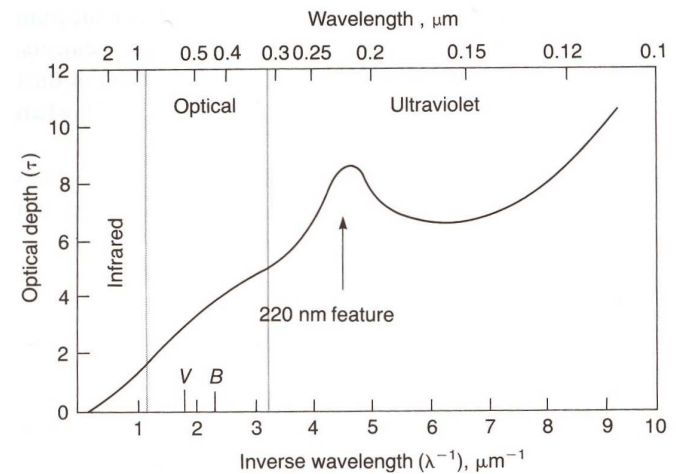 Wavelength , μm
2 1 0.5 0.4 0.3 0.25 0.2 0.15 0.12 0.1
12
Optical
Ultraviolet
10
8
6
4
2
0
Optical depth (τ)
Infrared
220 nm feature
V B
1 2 3 4 5 6 7 8 9 10
Inverse wavelength (λ⁻¹), μm⁻¹